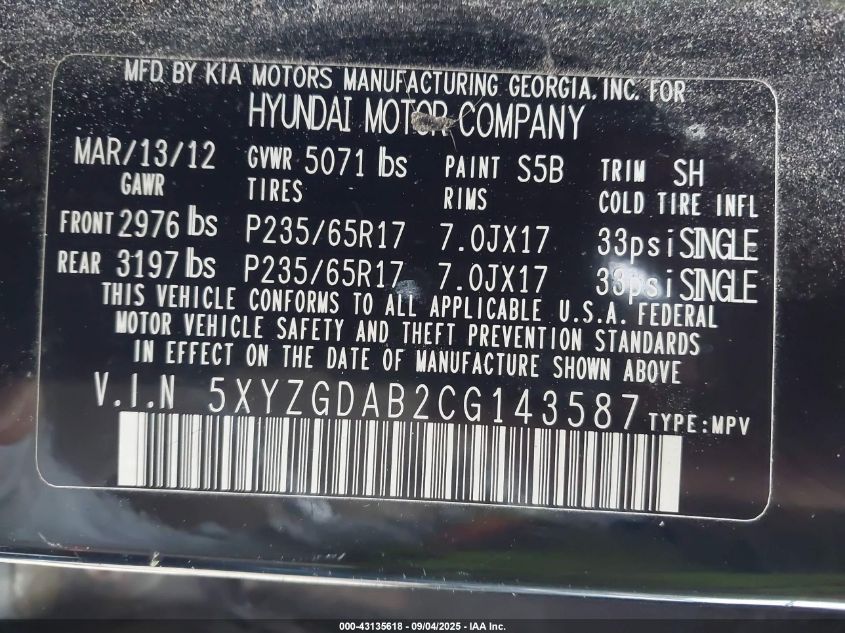 MFD BY KIA MOTORS MANUFACTURING GEORGIA. INC. FOR
HYUNDAI MOTOR COMPANY
MAR/13/12 GVWR 5071 lbs PAINT S5B TRIM SH
GAWR TIRES RIMS COLD TIRE INFL
FRONT 2976 lbs P235/65R17 7.0JX17 33psi SINGLE
REAR 3197 lbs P235/65R17 7.0JX17 33psi SINGLE
THIS VEHICLE CONFORMS TO ALL APPLICABLE U.S.A. FEDERAL
MOTOR VEHICLE SAFETY AND THEFT PREVENTION STANDARDS
IN EFFECT ON THE DATE OF MANUFACTURE SHOWN ABOVE
V.I.N 5XYZGDAB2CG143587 TYPE:MPV
000-43135618 - 09/04/2025 - IAA Inc.